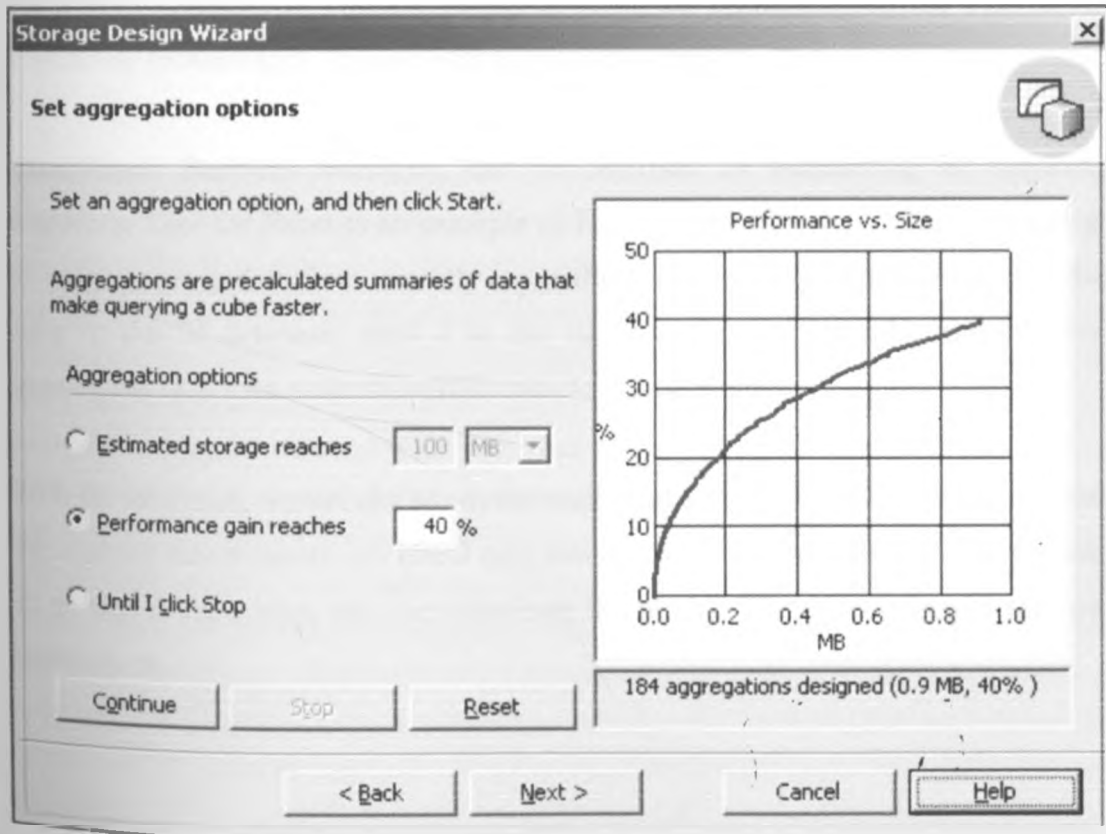 Storage Design Wizard
Set aggregation options
Set an aggregation option, and then click Start.
Aggregations are precalculated summaries of data that
make querying a cube faster.
Aggregation options
Estimated storage reaches 100 MB
Performance gain reaches 40 %
Until I click Stop
Continue Stop Reset
Performance vs. Size
50
40
30
%
20
10
0
0.0 0.2 0.4 0.6 0.8 1.0
MB
184 aggregations designed (0.9 MB, 40% )
< Back Next > Cancel Help